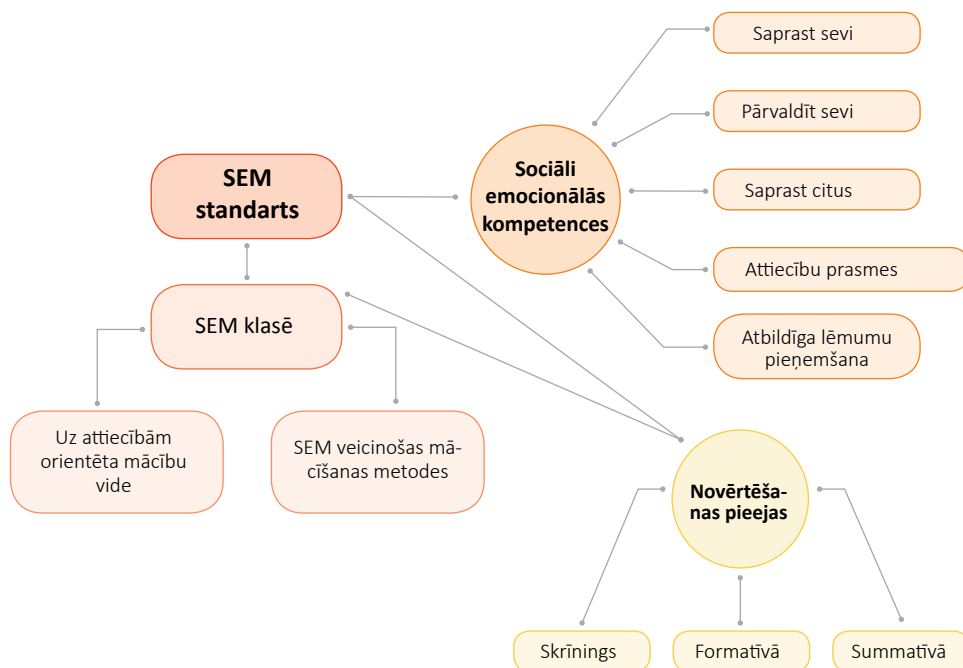 SEM
standarts
SEM klasē
Uz attiecībām
orientēta mācību
vide
SEM veicinošas mā-
cīšanas metodes
Sociāli
emocionālās
kompetences
Saprast sevi
Pārvaldīt sevi
Saprast citus
Attiecību prasmes
Atbildīga lēmumu
pieņemšana
Novērtēša-
nas pieejas
Skrīnings
Formatīvā
Summatīvā